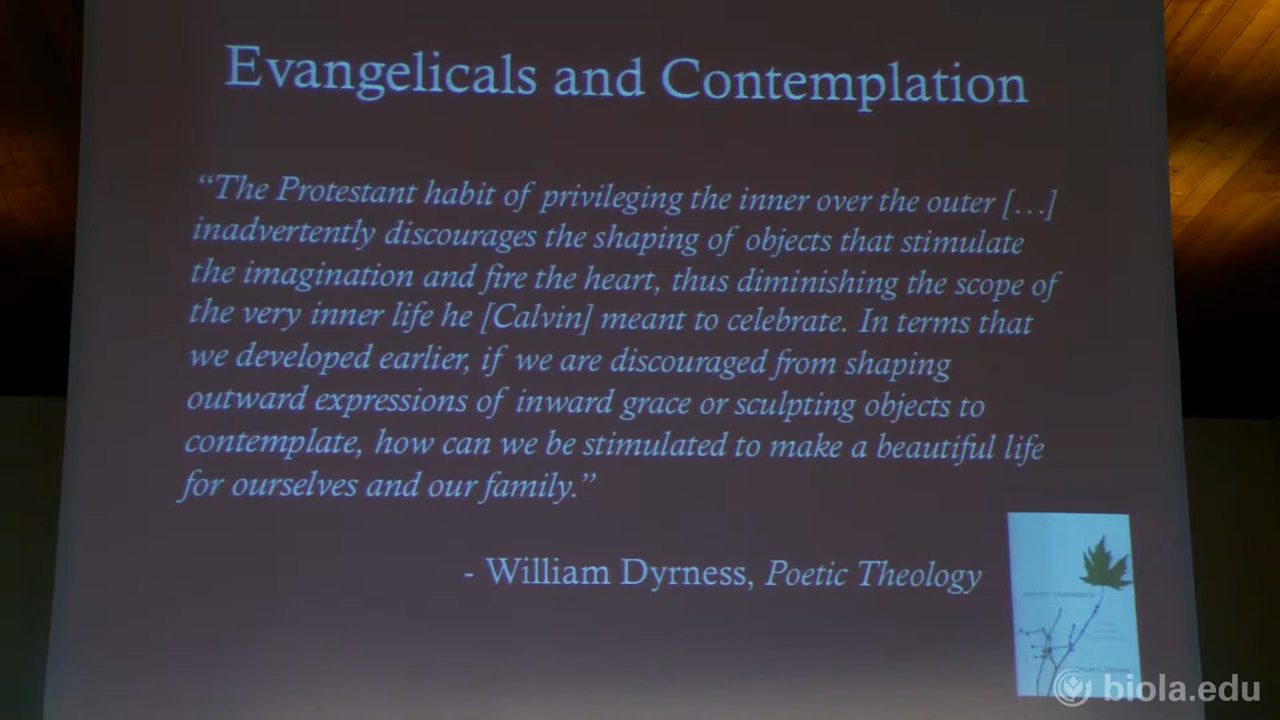 Evangelicals and Contemplation
“The Protestant habit of privileging the inner over the outer […]
inadvertently discourages the shaping of objects that stimulate
the imagination and fire the heart, thus diminishing the scope of
the very inner life he [Calvin] meant to celebrate. In terms that
we developed earlier, if we are discouraged from shaping
outward expressions of inward grace or sculpting objects to
contemplate, how can we be stimulated to make a beautiful life
for ourselves and our family.”
- William Dyrness, Poetic Theology
biola.edu